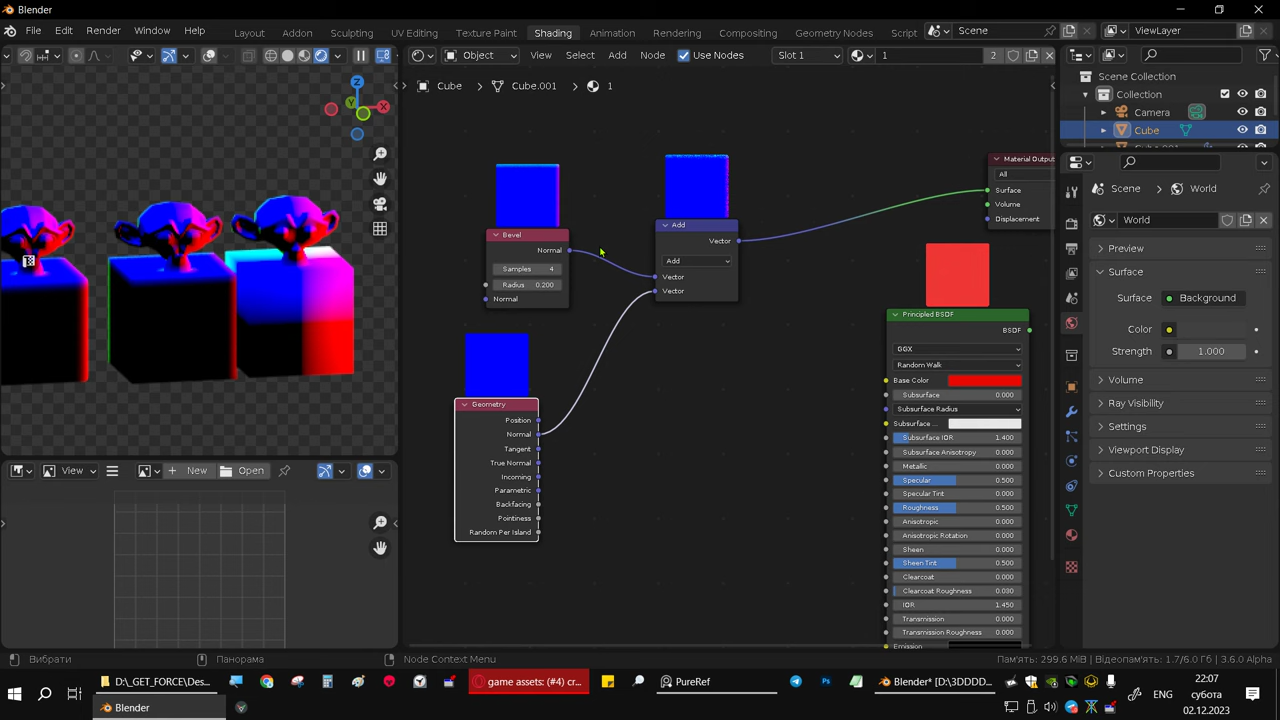 Blender
File Edit Render Window Help
Layout Addon Sculpting UV Editing Texture Paint Shading Animation Rendering Compositing Geometry Nodes Script
Scene ViewLayer
Object View Select Add Node Use Nodes Slot 1 1 2
Cube > Cube.001 > 1
Scene Collection
Collection
Camera
Cube
Scene > World
World
Preview
Surface
Surface Background
Color
Strength 1.000
Volume
Ray Visibility
Settings
Viewport Display
Custom Properties
Z
Y
X
Bevel
Normal
Samples 4
Radius 0.200
Normal
Add
Vector
Add
Vector
Vector
Geometry
Position
Normal
Tangent
True Normal
Incoming
Parametric
Backfacing
Pointiness
Random Per Island
Material Output
All
Surface
Volume
Displacement
Principled BSDF
BSDF
GGX
Random Walk
Base Color
Subsurface 0.000
Subsurface Radius
Subsurface ...
Subsurface IOR 1.400
Subsurface Anisotropy 0.000
Metallic 0.000
Specular 0.500
Specular Tint 0.000
Roughness 0.500
Anisotropic 0.000
Anisotropic Rotation 0.000
Sheen 0.000
Sheen Tint 0.500
Clearcoat 0.000
Clearcoat Roughness 0.030
IOR 1.450
Transmission 0.000
Transmission Roughness 0.000
Emission
View New Open
Вибрати Панорама Node Context Menu Пам'ять: 299.6 MiB | Відеопам'ять: 1.7/6.0 Гб | 3.6.0 Alpha
D:\_GET_FORCE\Des... game assets: (#4) cr... PureRef Blender* [D:\3DDDD...
Blender
ENG
22:07
субота
02.12.2023